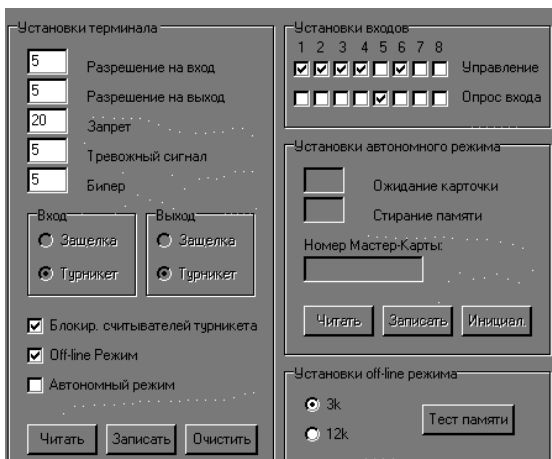 Установки терминала
5 Разрешение на вход
5 Разрешение на выход
20 Запрет
5 Тревожный сигнал
5 Бипер
Вход
Защелка
Турникет
Выход
Защелка
Турникет
Блокир. считывателей турникета
Off-line Режим
Автономный режим
Читать Записать Очистить
Установки входов
1 2 3 4 5 6 7 8
Управление
Опрос входа
Установки автономного режима
Ожидание карточки
Стирание памяти
Номер Мастер-Карты:
Читать Записать Инициал.
Установки off-line режима
3k
12k
Тест памяти